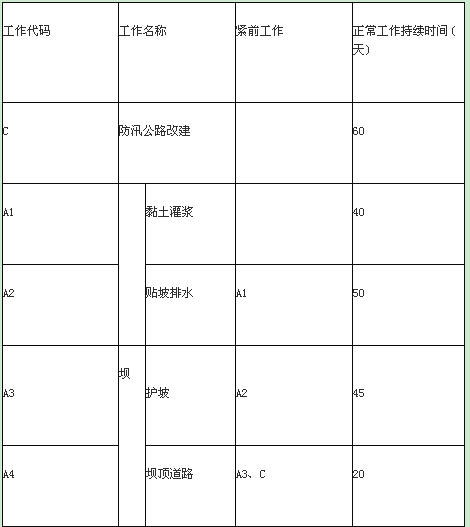 工作代码 工作名称 紧前工作 正常工作持续时间(
天)
C 防汛公路改建 60
A1 黏土灌浆 40
A2 贴坡排水 A1 50
坝
A3 护坡 A2 45
A4 坝顶道路 A3、C 20